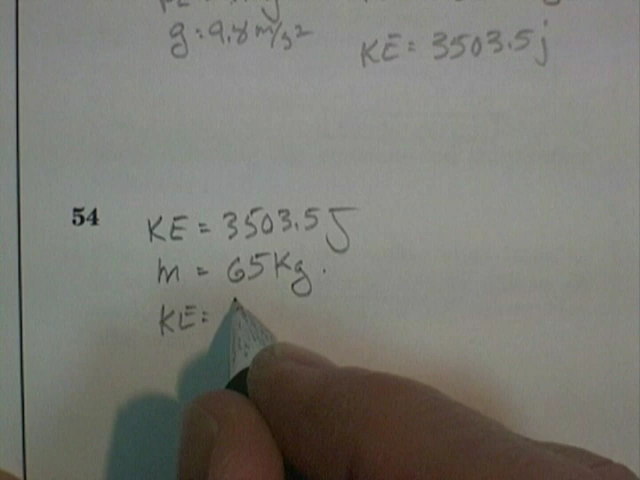 g: 9.8 m/s²
KE = 3503.5 j
54
KE = 3503.5 J
m = 65 Kg.
KE =